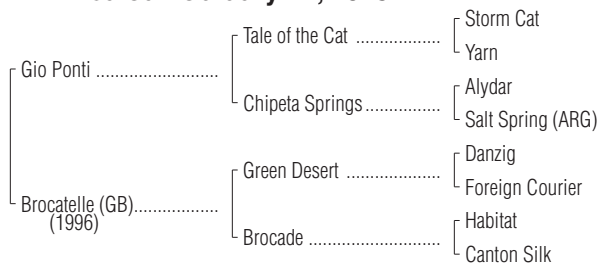 Storm Cat
Tale of the Cat ..................
Yarn
Gio Ponti ..........................
Alydar
Chipeta Springs ................
Salt Spring (ARG)
Danzig
Green Desert ....................
Foreign Courier
Brocatelle (GB)..................
(1996)
Habitat
Brocade ............................
Canton Silk